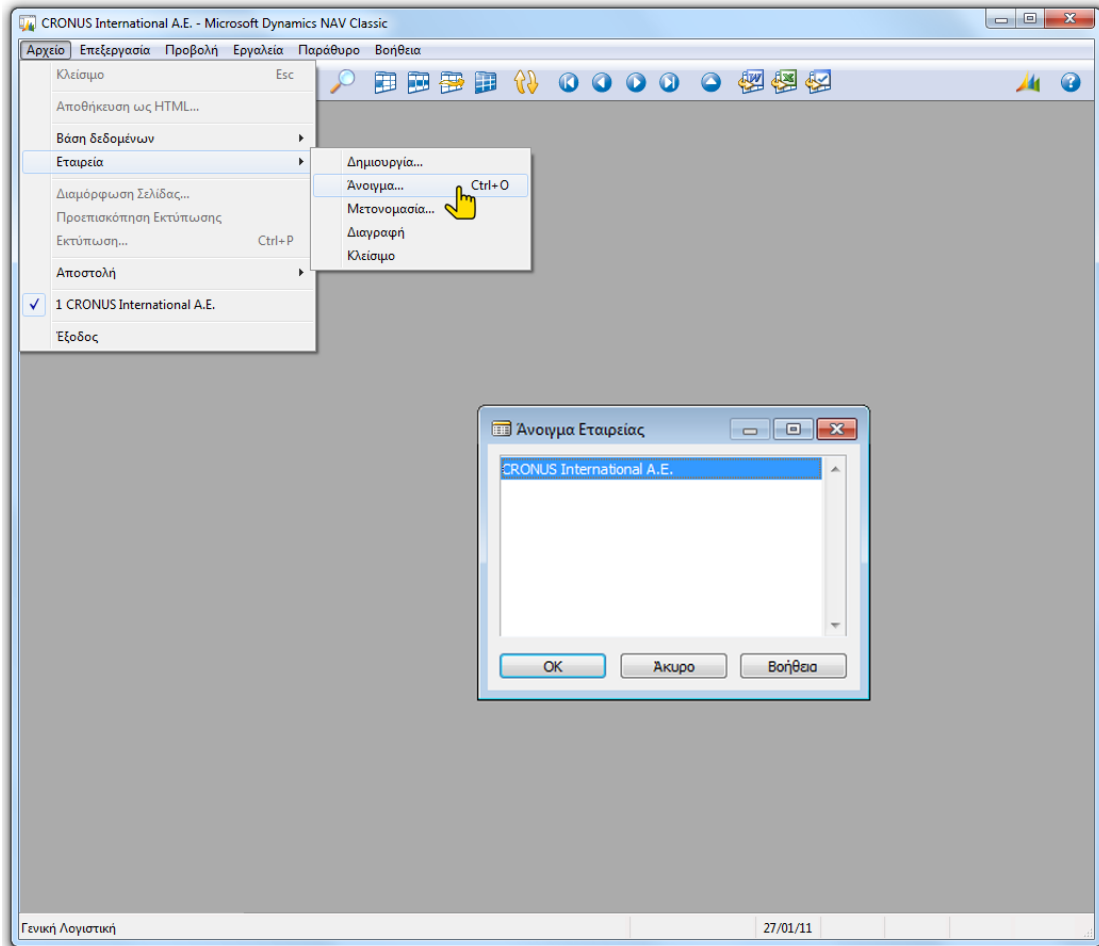 CRONUS International A.E. - Microsoft Dynamics NAV Classic
Αρχείο Επεξεργασία Προβολή Εργαλεία Παράθυρο Βοήθεια
Κλείσιμο Esc
Αποθήκευση ως HTML...
Βάση δεδομένων
Εταιρεία
Διαμόρφωση Σελίδας...
Προεπισκόπηση Εκτύπωσης
Εκτύπωση... Ctrl+P
Αποστολή
1 CRONUS International A.E.
Έξοδος
Δημιουργία...
Άνοιγμα... Ctrl+O
Μετονομασία...
Διαγραφή
Κλείσιμο
Άνοιγμα Εταιρείας
CRONUS International A.E.
OK Άκυρο Βοήθεια
Γενική Λογιστική 27/01/11